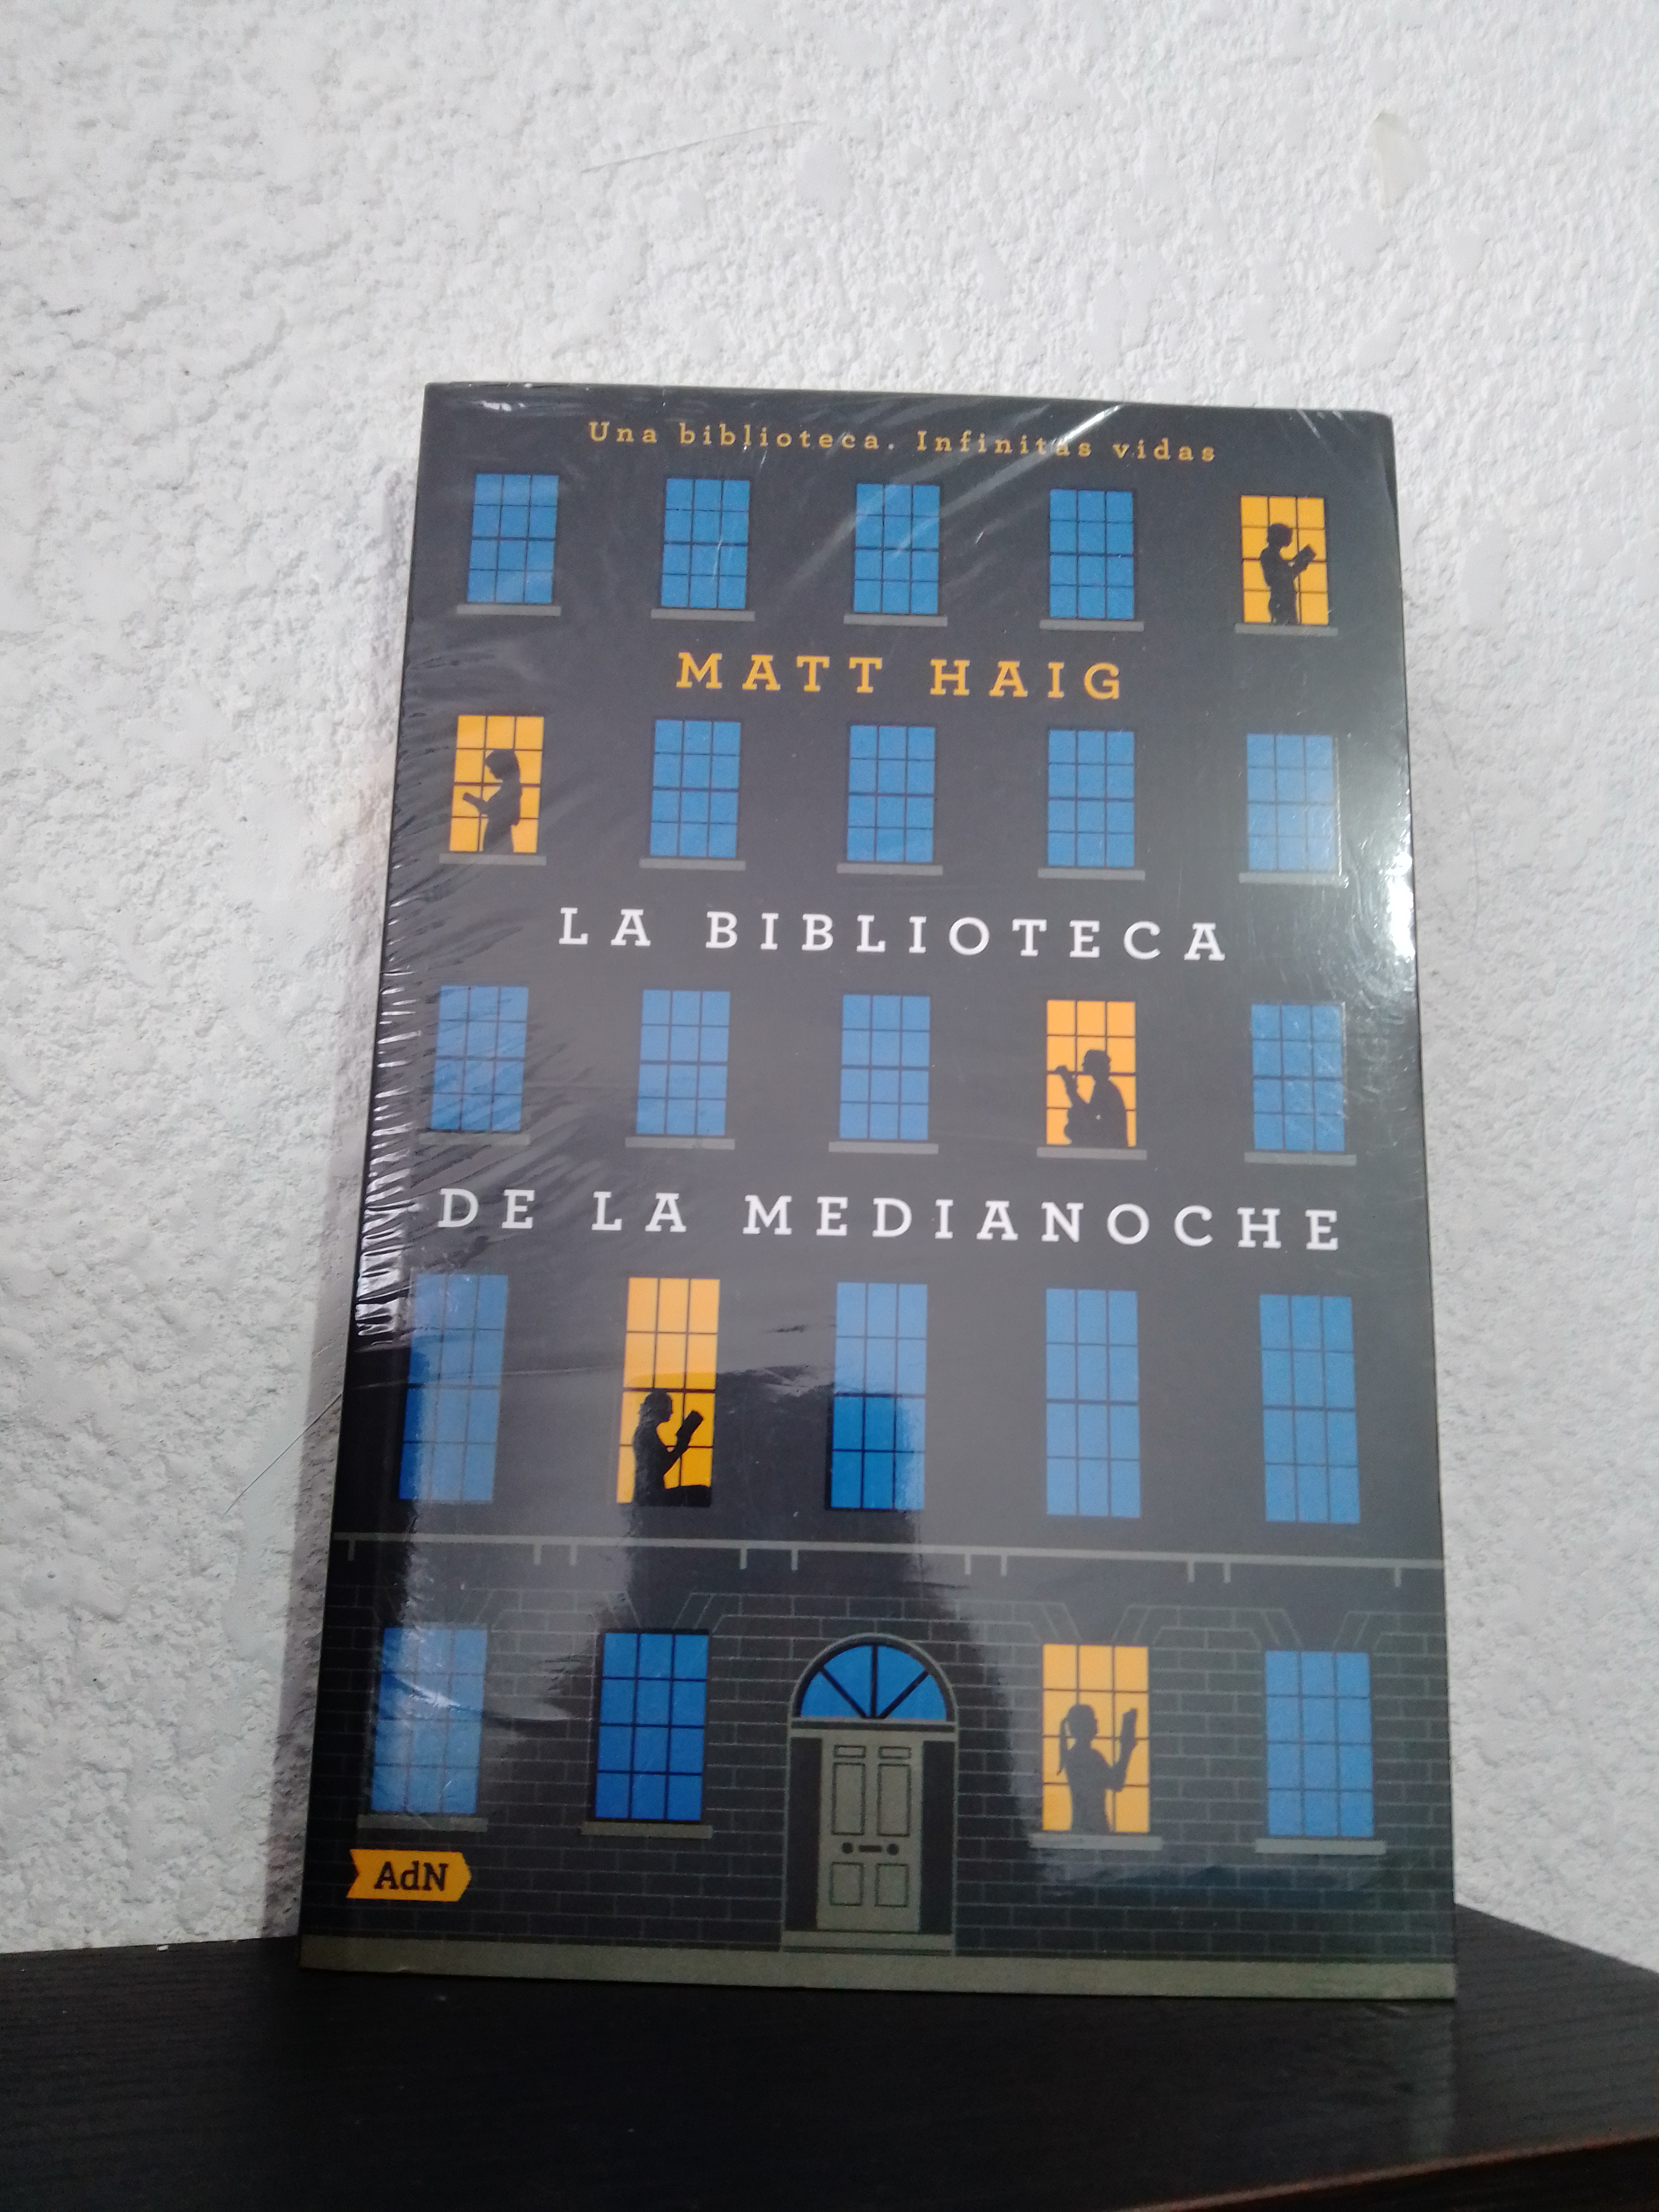 Una biblioteca. Infinitas vidas
MATT HAIG
LA BIBLIOTECA
DE LA MEDIANOCHE
AdN